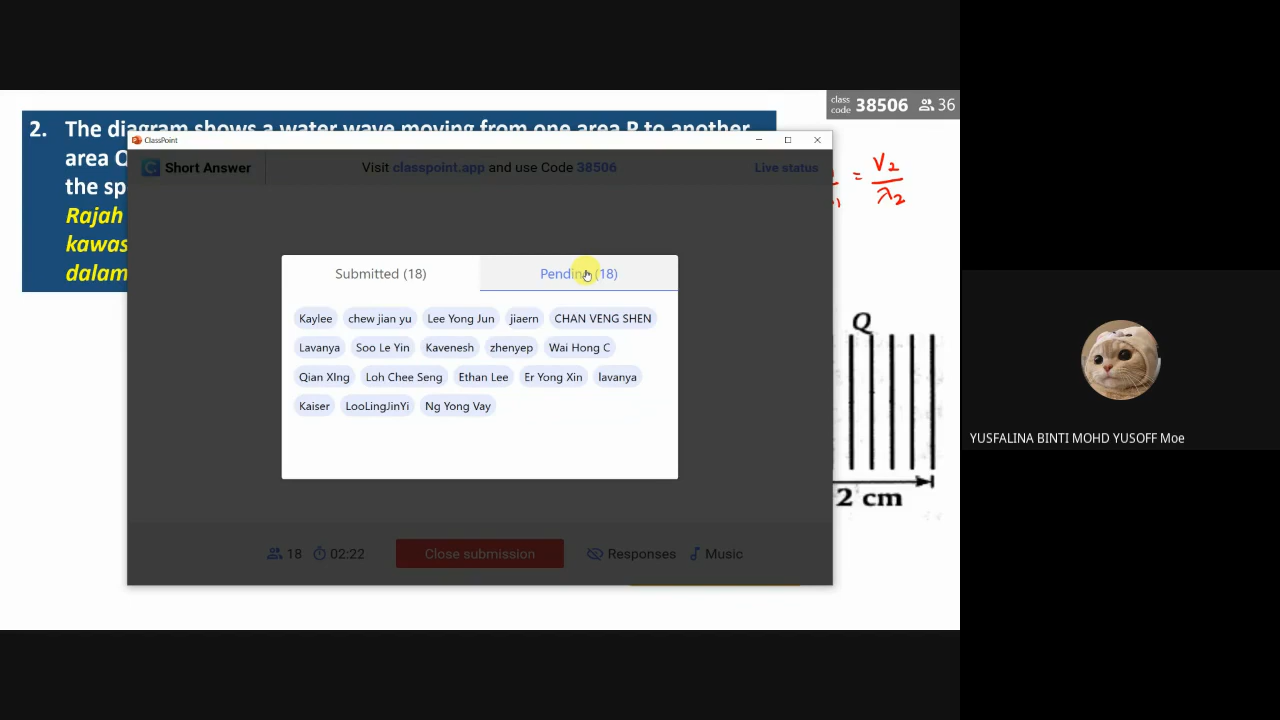 class code 38506 36
2. The diagram shows a water wave moving from one area P to another
area Q
the sp
Rajah
kawas
dalam
ClassPoint
Short Answer
Visit classpoint.app and use Code 38506
Live status
= V2
λ2
Submitted (18)
Pending (18)
Kaylee chew jian yu Lee Yong Jun jiaern CHAN VENG SHEN
Lavanya Soo Le Yin Kavenesh zhenyep Wai Hong C
Qian XIng Loh Chee Seng Ethan Lee Er Yong Xin lavanya
Kaiser LooLingJinYi Ng Yong Vay
Q
2 cm
18 02:22 Close submission Responses Music
YUSFALINA BINTI MOHD YUSOFF Moe